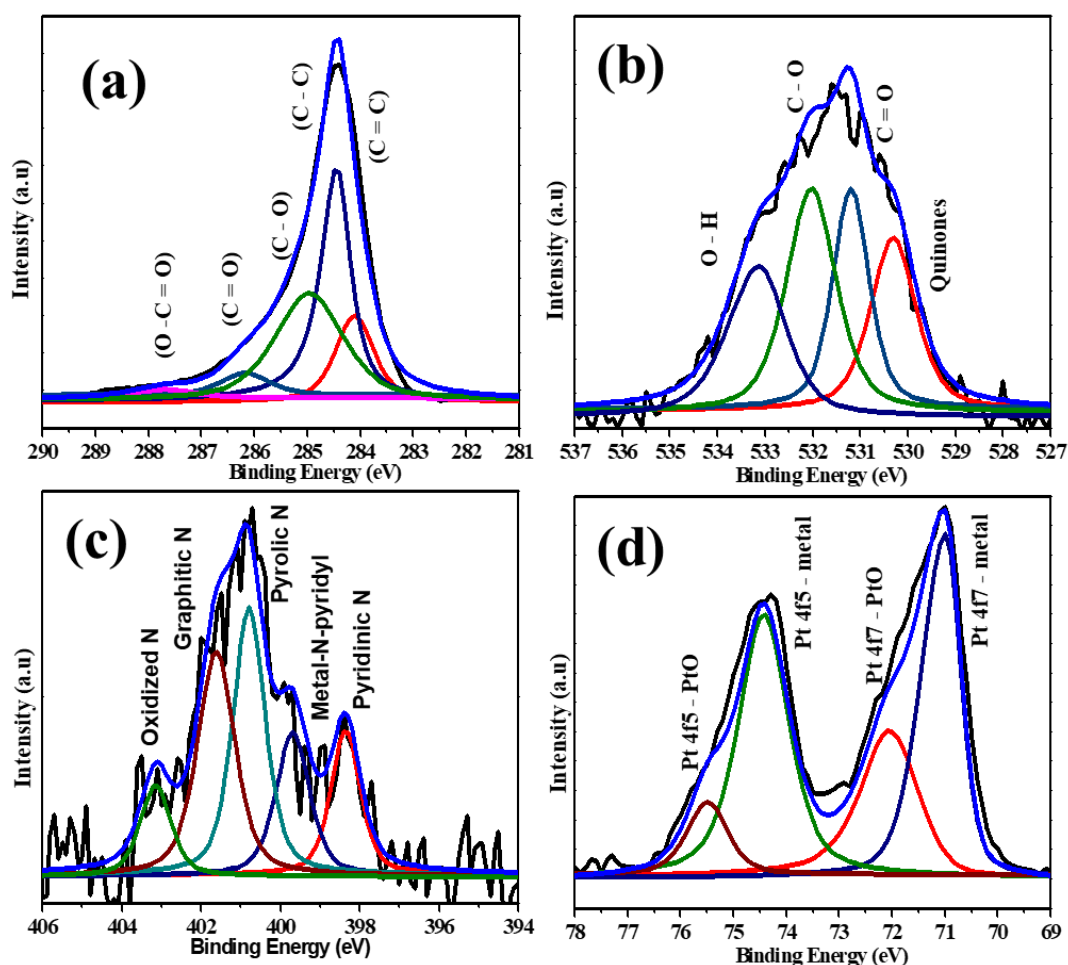 (a)
(O - C = O)
(C = O)
(C - O)
(C - C)
(C = C)
Intensity (a.u)
290 289 288 287 286 285 284 283 282 281
Binding Energy (eV)
(b)
O - H
C - O
C = O
Quinones
Intensity (a.u)
537 536 535 534 533 532 531 530 529 528 527
Binding Energy (eV)
(c)
Oxidized N
Graphitic N
Pyrolic N
Metal-N-pyridyl
Pyridinic N
Intensity (a.u)
406 404 402 400 398 396 394
Binding Energy (eV)
(d)
Pt 4f5 - PtO
Pt 4f5 - metal
Pt 4f7 - PtO
Pt 4f7 - metal
Intensity (a.u)
78 77 76 75 74 73 72 71 70 69
Binding Energy (eV)